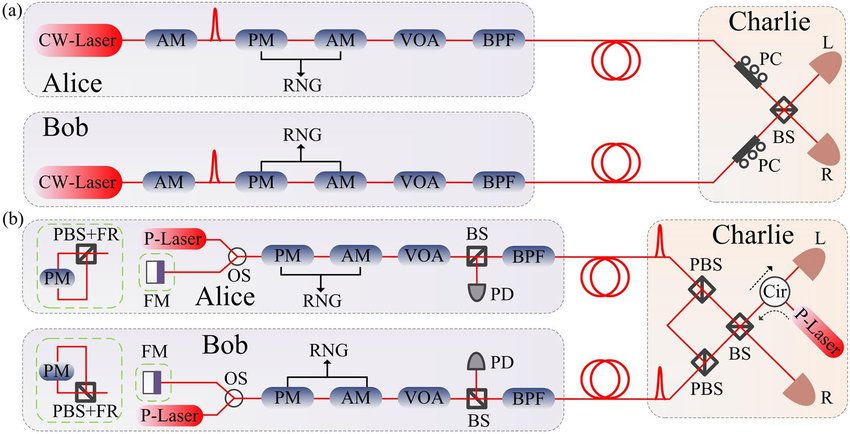 (a)
CW-Laser AM PM AM VOA BPF
RNG
Alice
Charlie
L
PC
BS
PC
R
Bob
RNG
CW-Laser AM PM AM VOA BPF
(b)
PBS+FR
PM
P-Laser
FM
OS
Alice
PM AM VOA BS BPF
RNG
PD
Charlie
L
PBS
Cir
P-Laser
BS
PBS
R
Bob
PM
PBS+FR
FM
OS
P-Laser
RNG
PD
PM AM VOA BS BPF